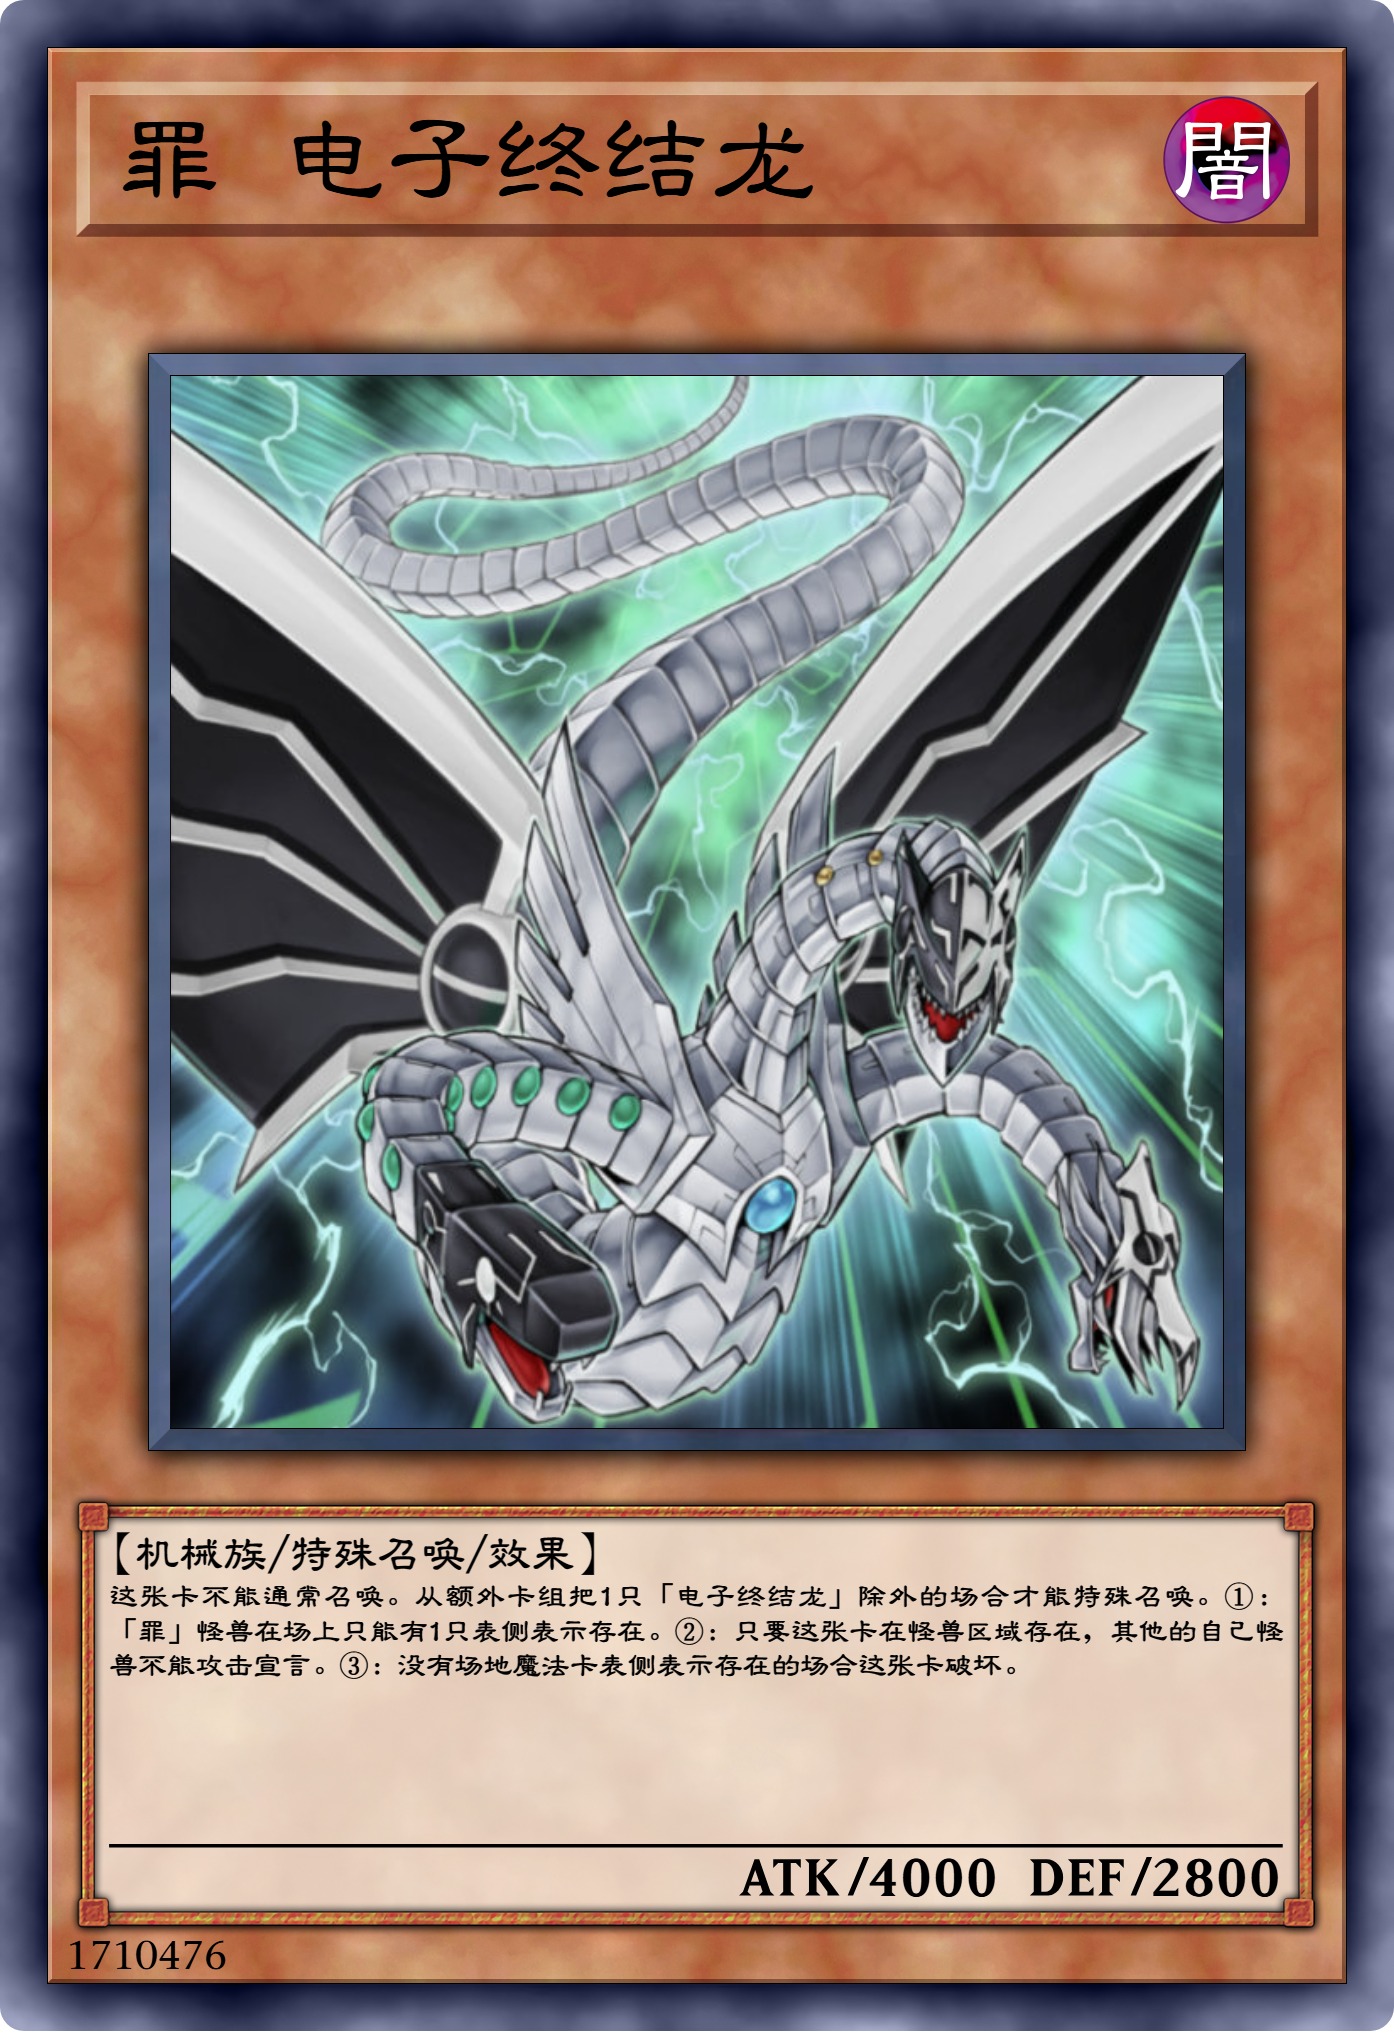 罪 电子终结龙
闇
【机械族/特殊召唤/效果】
这张卡不能通常召唤。从额外卡组把1只「电子终结龙」除外的场合才能特殊召唤。①：
「罪」怪兽在场上只能有1只表侧表示存在。②：只要这张卡在怪兽区域存在，其他的自己怪
兽不能攻击宣言。③：没有场地魔法卡表侧表示存在的场合这张卡破坏。
ATK/4000 DEF/2800
1710476